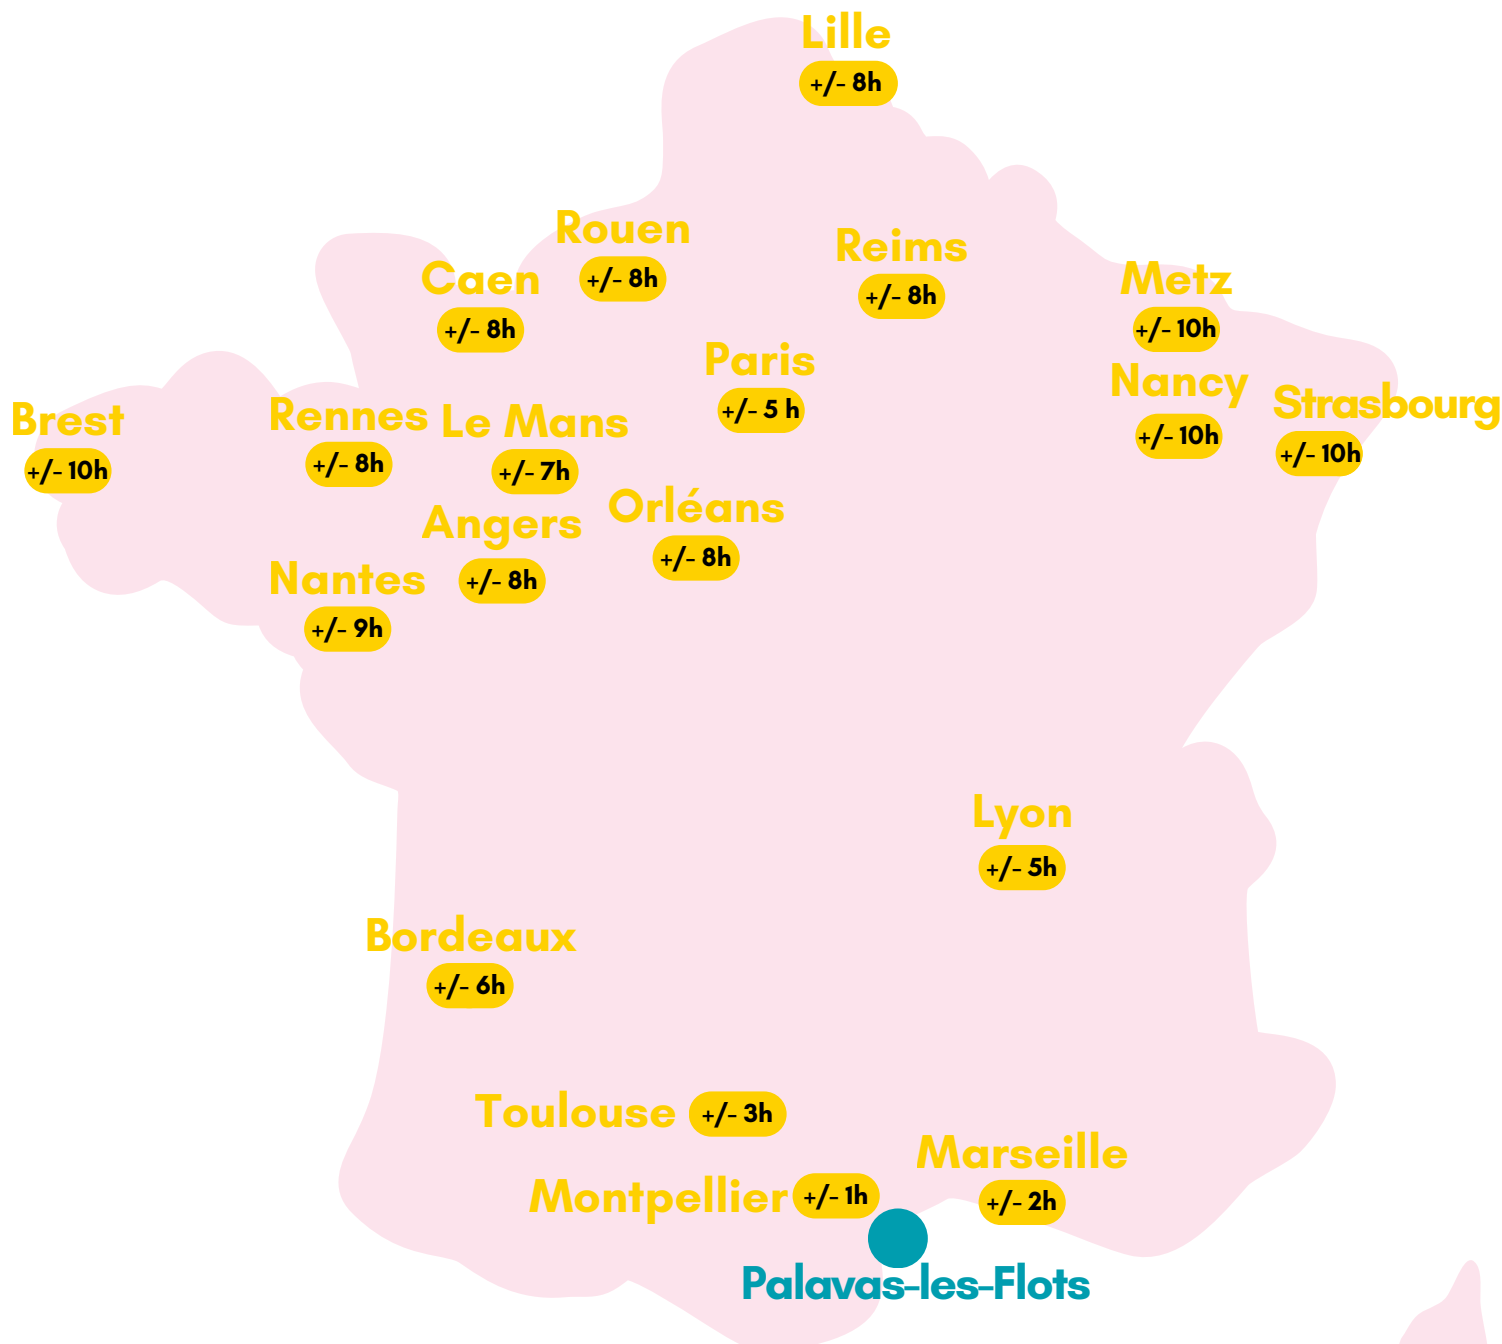 Lille
+/- 8h
Rouen
+/- 8h
Reims
+/- 8h
Caen
+/- 8h
Metz
+/- 10h
Paris
+/- 5 h
Nancy
+/- 10h
Strasbourg
+/- 10h
Brest
+/- 10h
Rennes
+/- 8h
Le Mans
+/- 7h
Orléans
+/- 8h
Angers
+/- 8h
Nantes
+/- 9h
Lyon
+/- 5h
Bordeaux
+/- 6h
Toulouse +/- 3h
Marseille
+/- 2h
Montpellier +/- 1h
Palavas-les-Flots